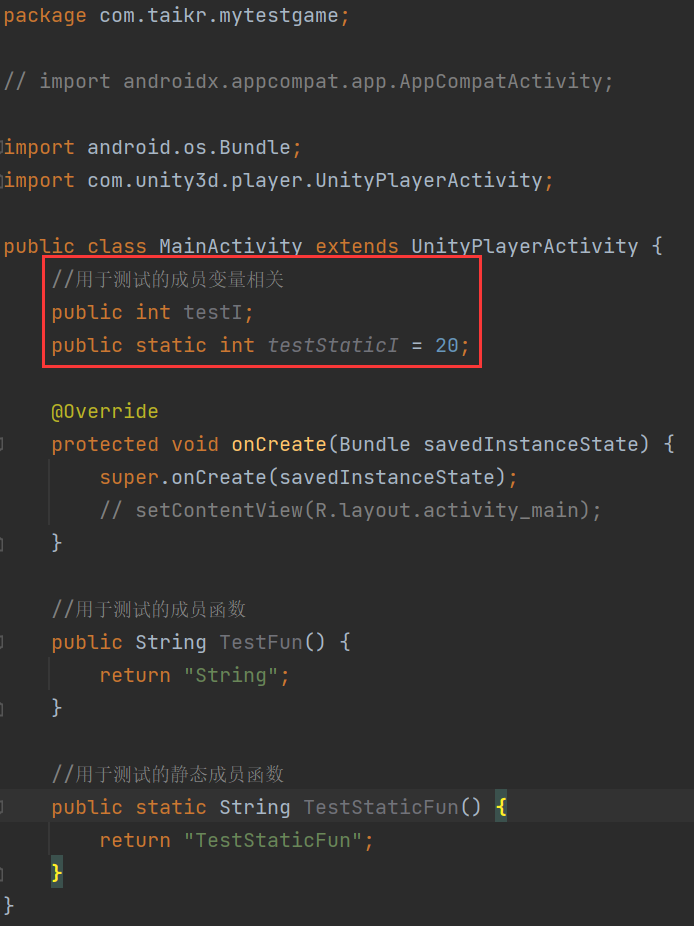 package com.taikr.mytestgame;
// import androidx.appcompat.app.AppCompatActivity;
import android.os.Bundle;
import com.unity3d.player.UnityPlayerActivity;
public class MainActivity extends UnityPlayerActivity {
//用于测试的成员变量相关
public int testI;
public static int testStaticI = 20;
@Override
protected void onCreate(Bundle savedInstanceState) {
super.onCreate(savedInstanceState);
// setContentView(R.layout.activity_main);
}
//用于测试的成员函数
public String TestFun() {
return "String";
}
//用于测试的静态成员函数
public static String TestStaticFun() {
return "TestStaticFun";
}
}